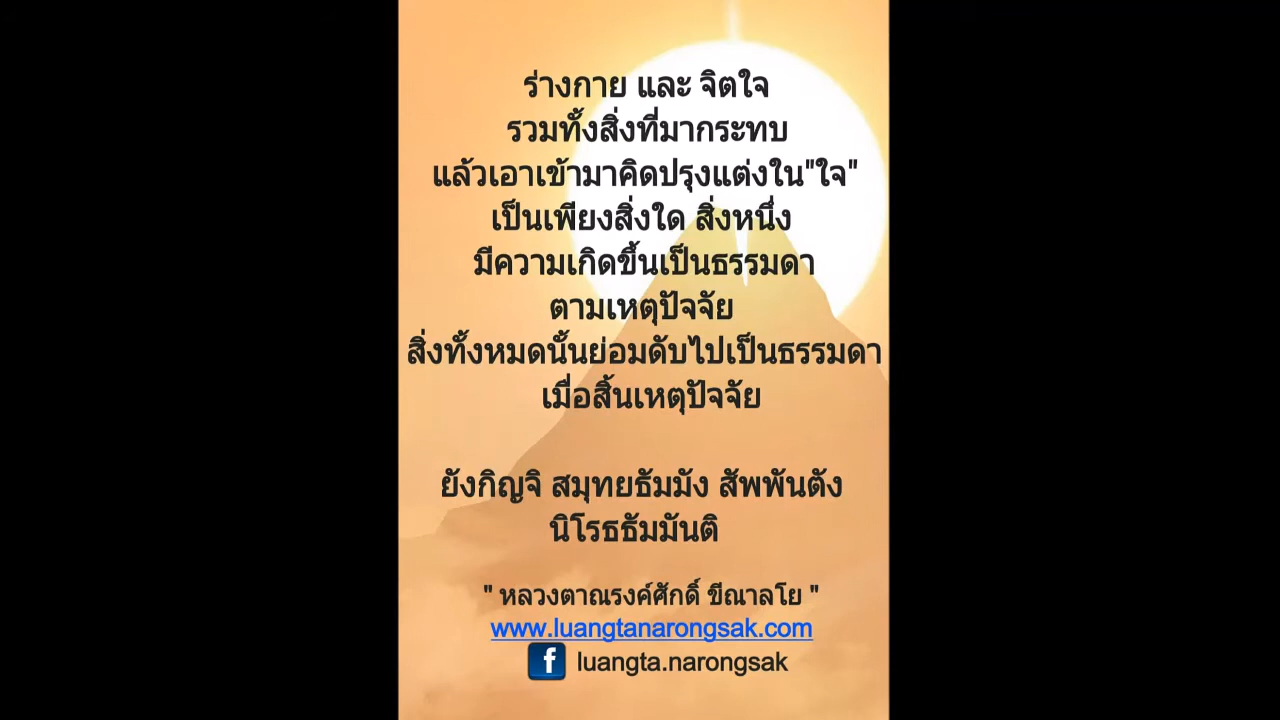 ร่างกาย และ จิตใจ
รวมทั้งสิ่งที่มากระทบ
แล้วเอาเข้ามาคิดปรุงแต่งใน"ใจ"
เป็นเพียงสิ่งใด สิ่งหนึ่ง
มีความเกิดขึ้นเป็นธรรมดา
ตามเหตุปัจจัย
สิ่งทั้งหมดนั้นย่อมดับไปเป็นธรรมดา
เมื่อสิ้นเหตุปัจจัย
ยังกิญจิ สมุทยธัมมัง สัพพันตัง
นิโรธธัมมันติ
" หลวงตาณรงค์ศักดิ์ ขีณาลโย "
www.luangtanarongsak.com
f luangta.narongsak